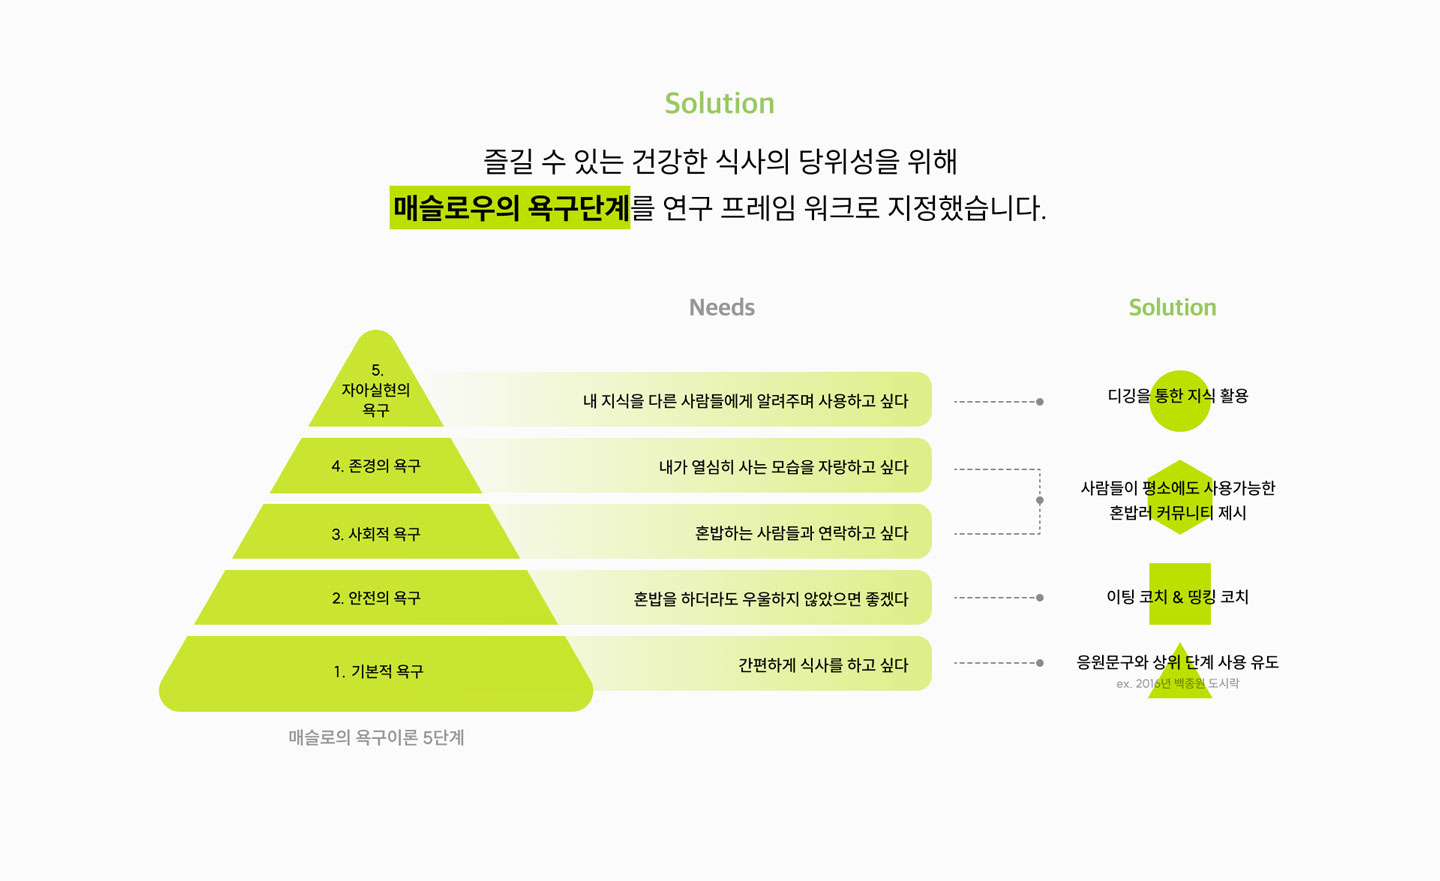 Solution
즐길 수 있는 건강한 식사의 당위성을 위해
매슬로우의 욕구단계를 연구 프레임 워크로 지정했습니다.
Needs
Solution
5.
자아실현의
욕구
내 지식을 다른 사람들에게 알려주며 사용하고 싶다
디깅을 통한 지식 활용
4. 존경의 욕구
내가 열심히 사는 모습을 자랑하고 싶다
사람들이 평소에도 사용가능한
혼밥러 커뮤니티 제시
3. 사회적 욕구
혼밥하는 사람들과 연락하고 싶다
2. 안전의 욕구
혼밥을 하더라도 우울하지 않았으면 좋겠다
이팅 코치 & 띵킹 코치
1. 기본적 욕구
간편하게 식사를 하고 싶다
응원문구와 상위 단계 사용 유도
ex. 2016년 백종원 도시락
매슬로의 욕구이론 5단계